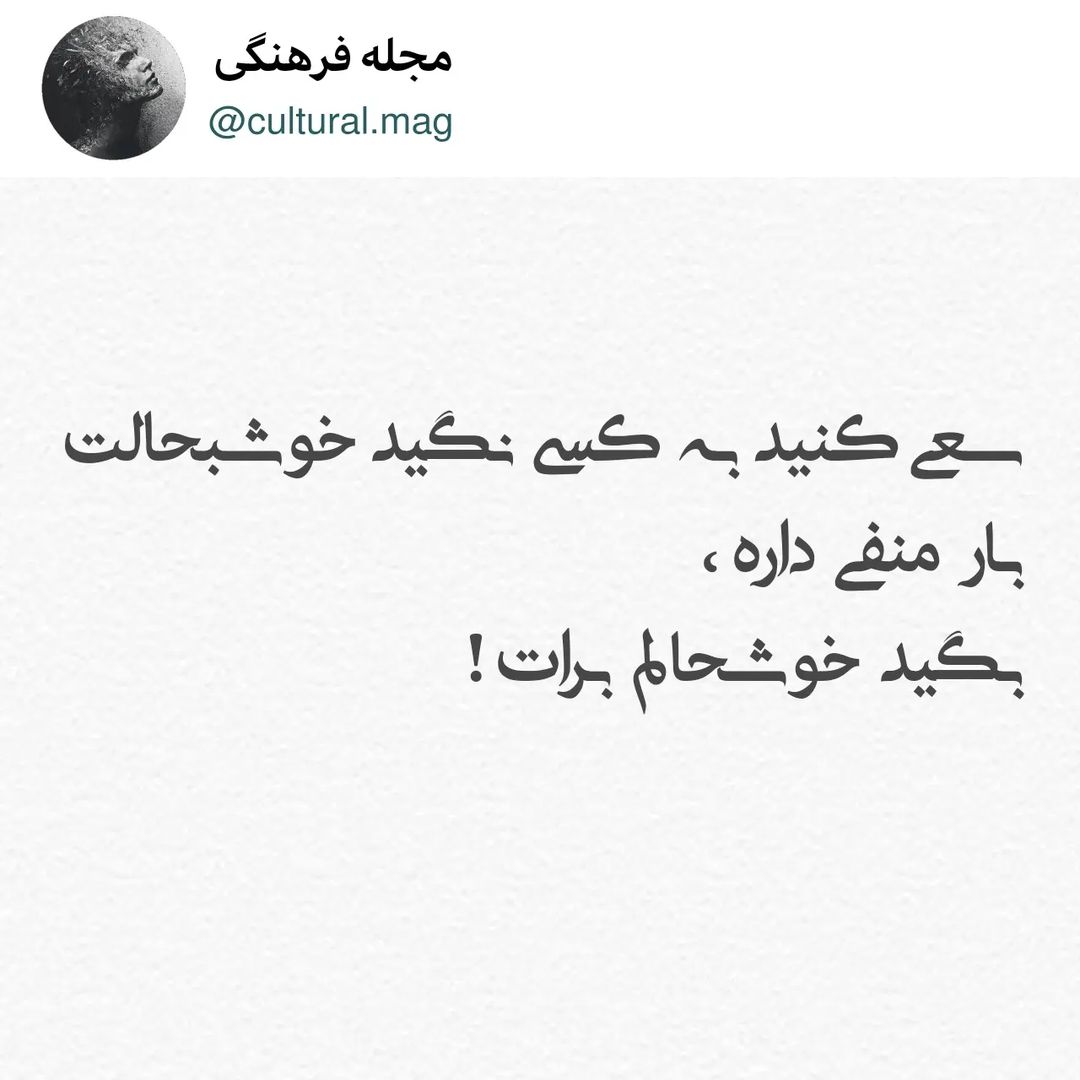 مجله فرهنگی
@cultural.mag
سعی کنید به کسی نگید خوشبحالت
بار منفی داره ،
بگید خوشحالم برات !